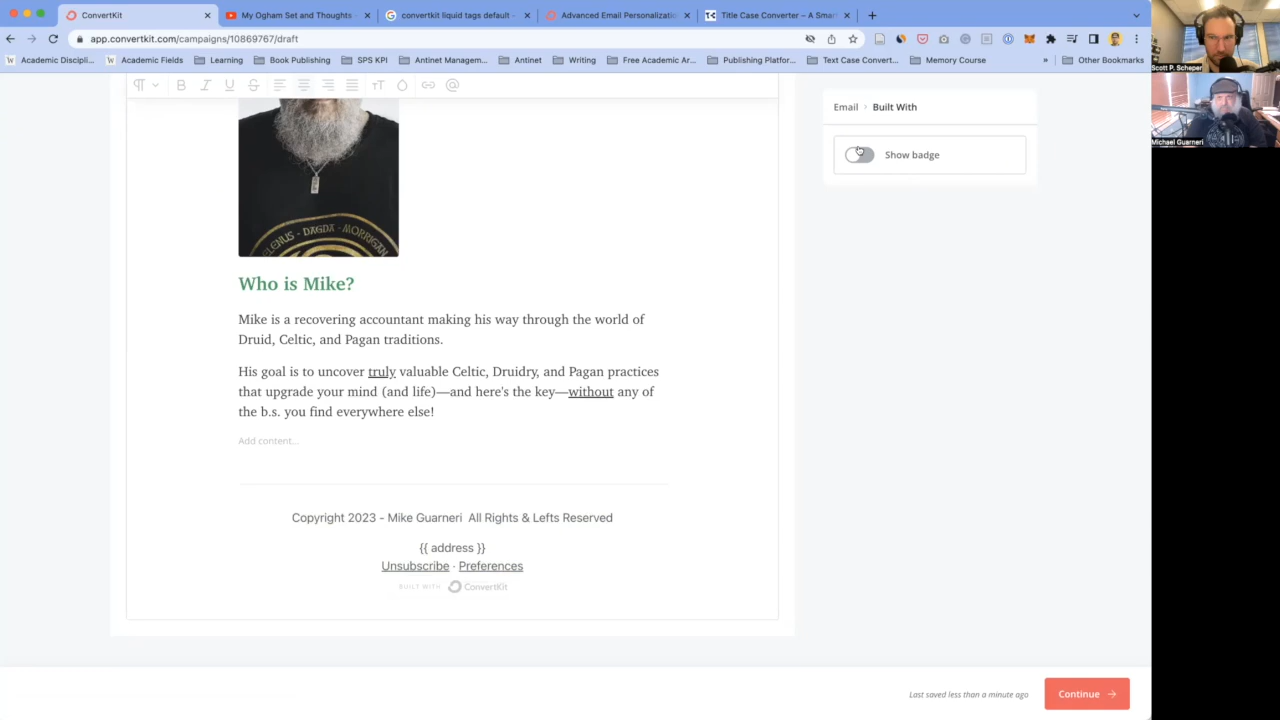 ConvertKit
My Ogham Set and Thoughts -
convertkit liquid tags default -
Advanced Email Personalizatio
Title Case Converter – A Smar
app.convertkit.com/campaigns/10869767/draft
Academic Discipli...
Academic Fields
Learning
Book Publishing
SPS KPI
Antinet Manag...
Antinet
Writing
Free Academic Ar...
Publishing Platfor...
Text Case Convert...
Memory Course
»
Other Bookmarks
Email › Built With
Show badge
ELENUS - DAGDA - MORRIGAN
Who is Mike?
Mike is a recovering accountant making his way through the world of
Druid, Celtic, and Pagan traditions.
His goal is to uncover truly valuable Celtic, Druidry, and Pagan practices
that upgrade your mind (and life)—and here's the key—without any of
the b.s. you find everywhere else!
Add content...
Copyright 2023 - Mike Guarneri All Rights & Lefts Reserved
{{ address }}
Unsubscribe · Preferences
BUILT WITH ConvertKit
Last saved less than a minute ago
Continue →
Scott P. Scheper
Michael Guarneri